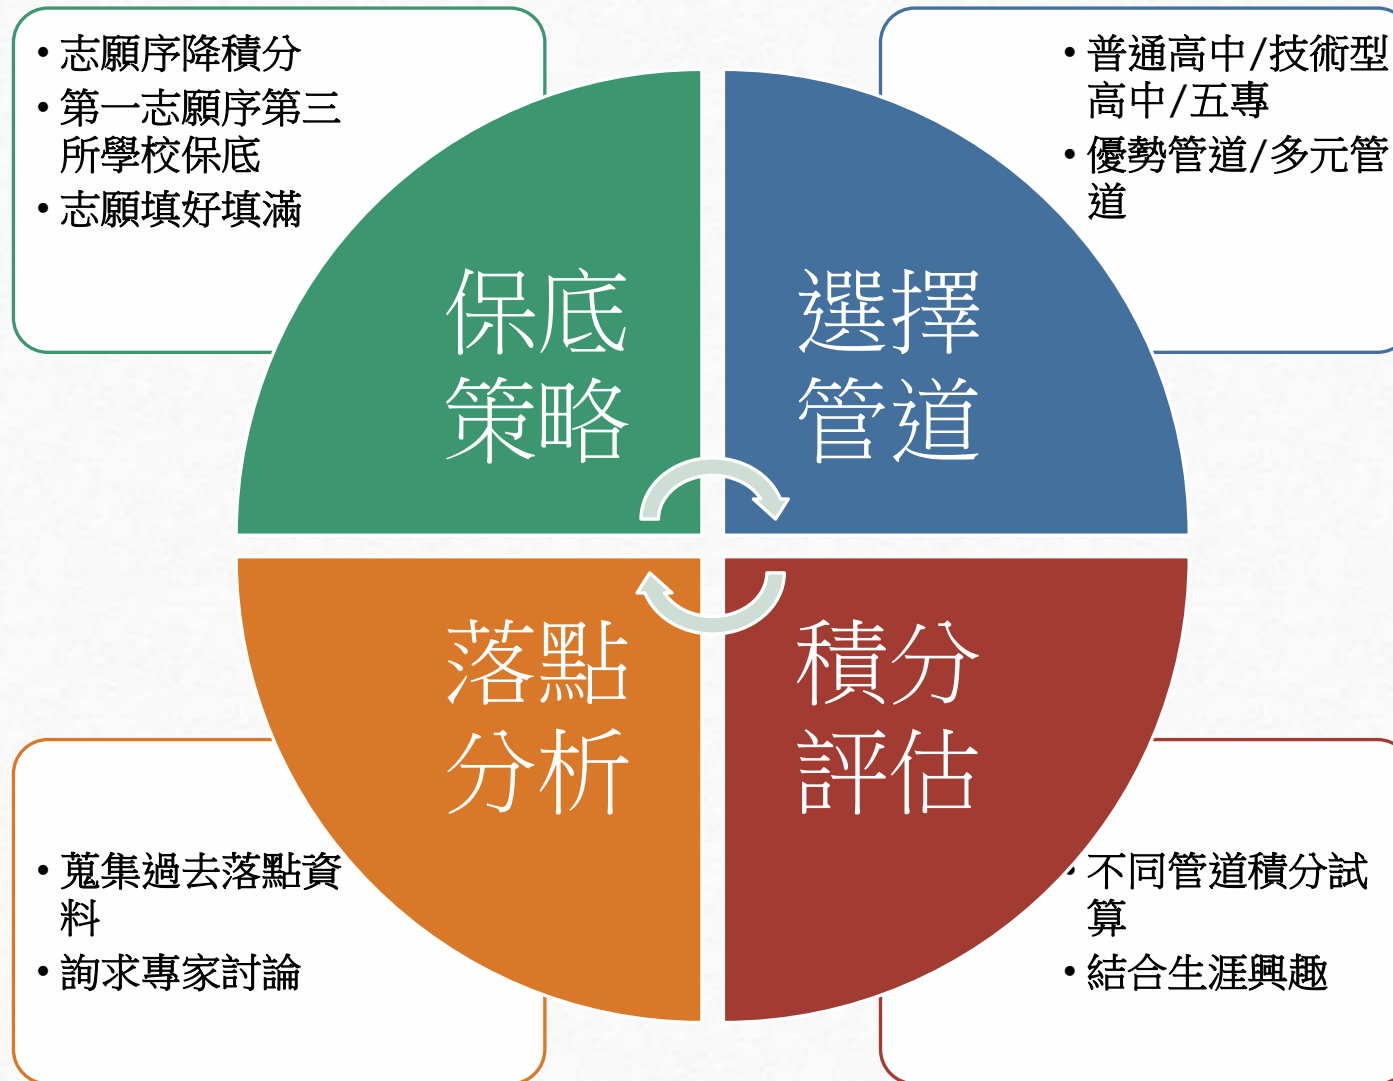 • 志願序降積分
• 第一志願序第三
所學校保底
• 志願填好填滿
• 普通高中/技術型
高中/五專
• 優勢管道/多元管
道
保底
策略
選擇
管道
落點
分析
積分
評估
• 蒐集過去落點資
料
• 詢求專家討論
• 不同管道積分試
算
• 結合生涯興趣